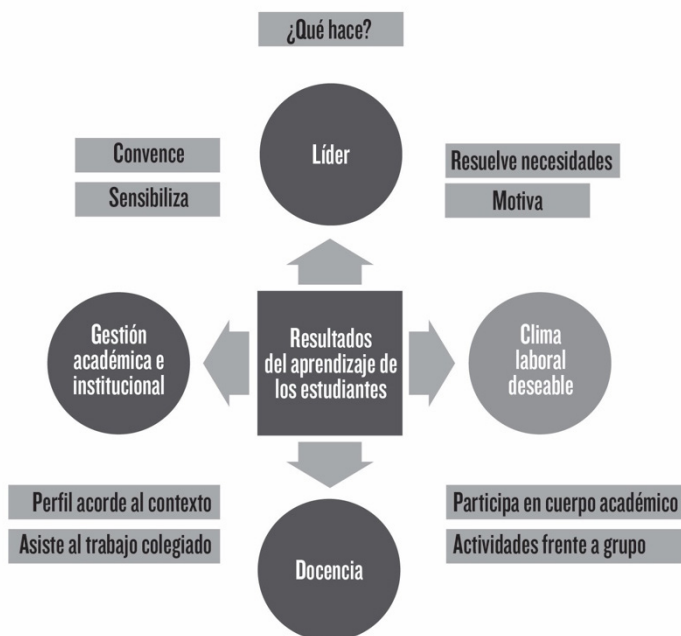 ¿Qué hace?
Líder
Convence
Sensibiliza
Resuelve necesidades
Motiva
Gestión
académica e
institucional
Resultados
del aprendizaje de
los estudiantes
Clima
laboral
deseable
Perfil acorde al contexto
Asiste al trabajo colegiado
Docencia
Participa en cuerpo académico
Actividades frente a grupo